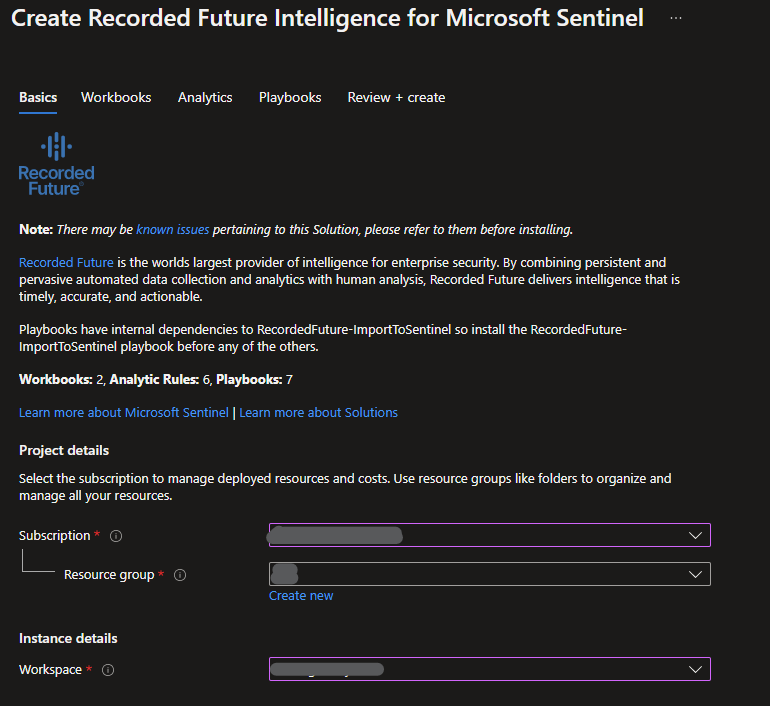 Create Recorded Future Intelligence for Microsoft Sentinel ...
Basics Workbooks Analytics Playbooks Review + create
Recorded
Future®
Note: There may be known issues pertaining to this Solution, please refer to them before installing.
Recorded Future is the worlds largest provider of intelligence for enterprise security. By combining persistent and
pervasive automated data collection and analytics with human analysis, Recorded Future delivers intelligence that is
timely, accurate, and actionable.
Playbooks have internal dependencies to RecordedFuture-ImportToSentinel so install the RecordedFuture-
ImportToSentinel playbook before any of the others.
Workbooks: 2, Analytic Rules: 6, Playbooks: 7
Learn more about Microsoft Sentinel | Learn more about Solutions
Project details
Select the subscription to manage deployed resources and costs. Use resource groups like folders to organize and
manage all your resources.
Subscription *
Resource group *
Create new
Instance details
Workspace *